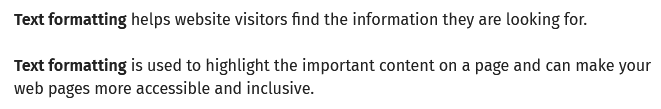 Text formatting helps website visitors find the information they are looking for.
Text formatting is used to highlight the important content on a page and can make your
web pages more accessible and inclusive.